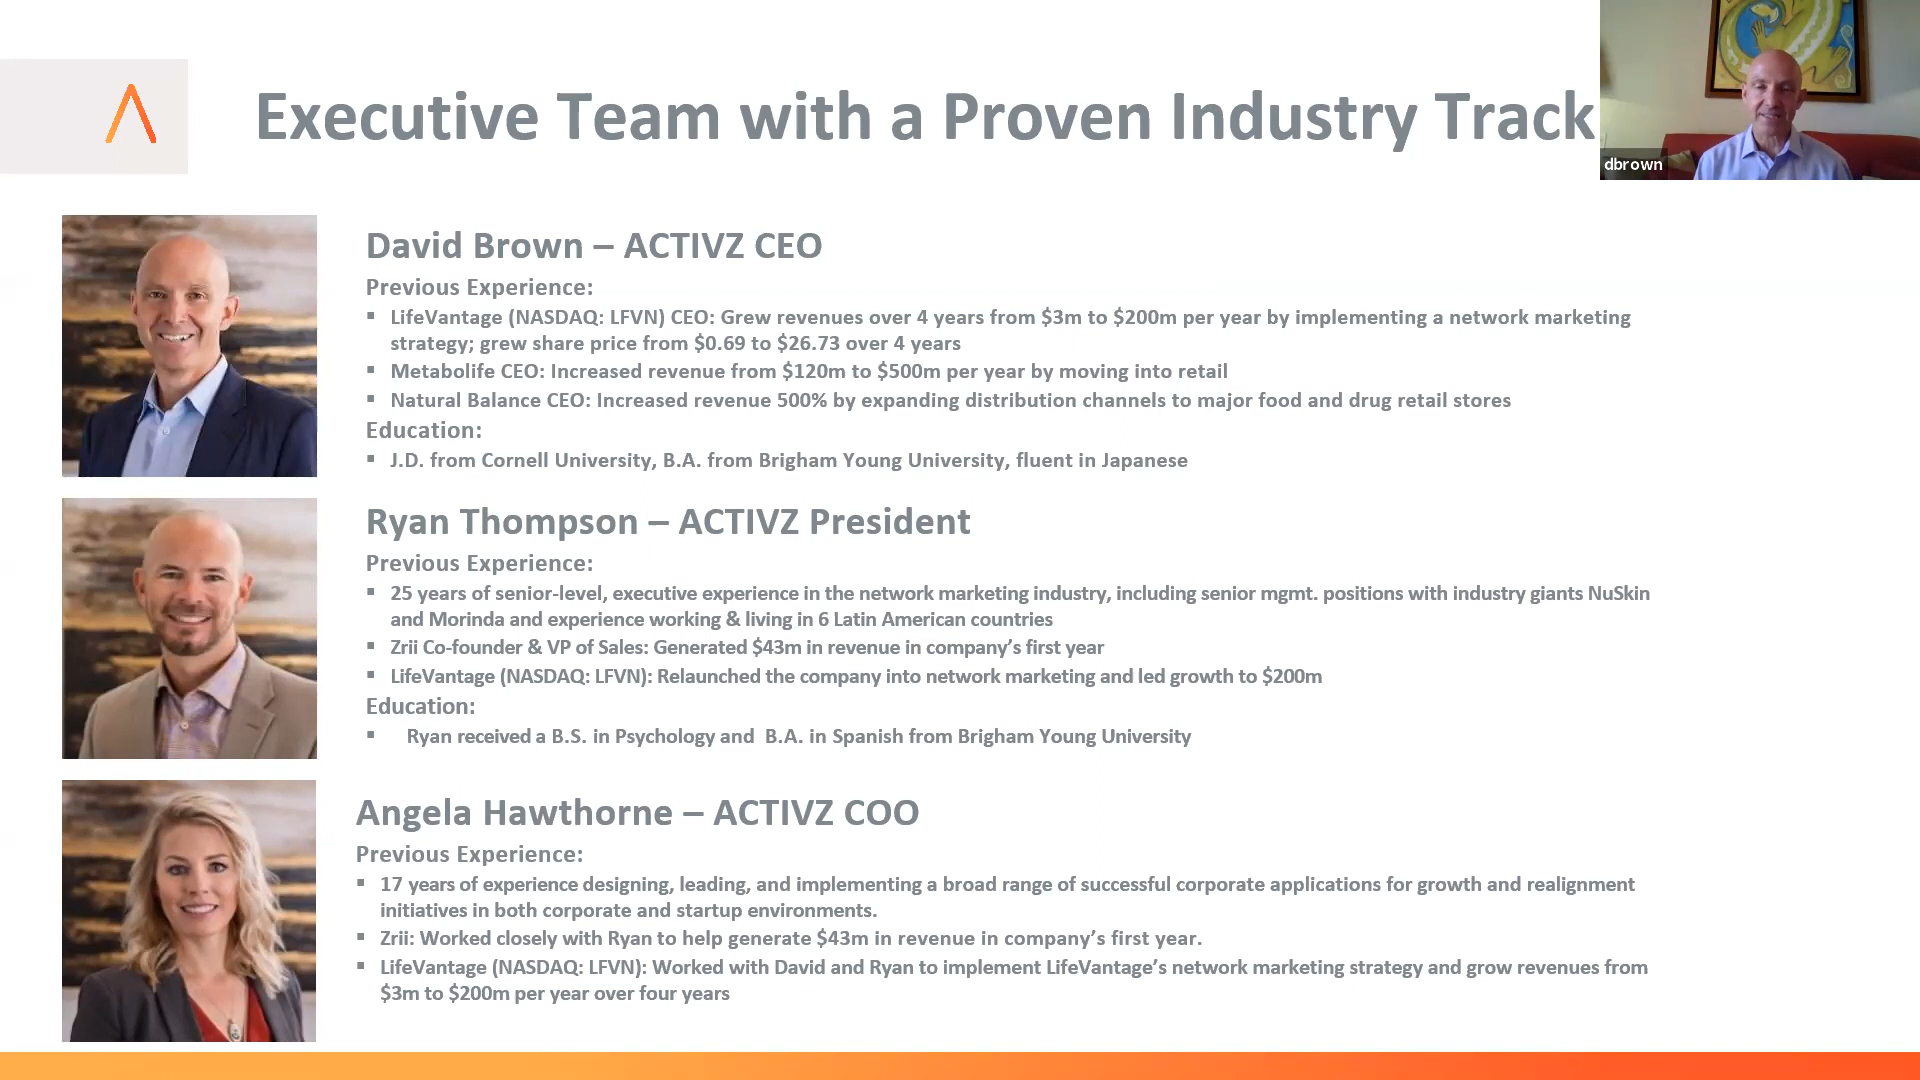 Executive Team with a Proven Industry Track
dbrown
David Brown – ACTIVZ CEO
Previous Experience:
▪ LifeVantage (NASDAQ: LFVN) CEO: Grew revenues over 4 years from $3m to $200m per year by implementing a network marketing
strategy; grew share price from $0.69 to $26.73 over 4 years
▪ Metabolife CEO: Increased revenue from $120m to $500m per year by moving into retail
▪ Natural Balance CEO: Increased revenue 500% by expanding distribution channels to major food and drug retail stores
Education:
▪ J.D. from Cornell University, B.A. from Brigham Young University, fluent in Japanese
Ryan Thompson – ACTIVZ President
Previous Experience:
▪ 25 years of senior-level, executive experience in the network marketing industry, including senior mgmt. positions with industry giants NuSkin
and Morinda and experience working & living in 6 Latin American countries
▪ Zrii Co-founder & VP of Sales: Generated $43m in revenue in company’s first year
▪ LifeVantage (NASDAQ: LFVN): Relaunched the company into network marketing and led growth to $200m
Education:
▪ Ryan received a B.S. in Psychology and  B.A. in Spanish from Brigham Young University
Angela Hawthorne – ACTIVZ COO
Previous Experience:
▪ 17 years of experience designing, leading, and implementing a broad range of successful corporate applications for growth and realignment
initiatives in both corporate and startup environments.
▪ Zrii: Worked closely with Ryan to help generate $43m in revenue in company’s first year.
▪ LifeVantage (NASDAQ: LFVN): Worked with David and Ryan to implement LifeVantage’s network marketing strategy and grow revenues from
$3m to $200m per year over four years